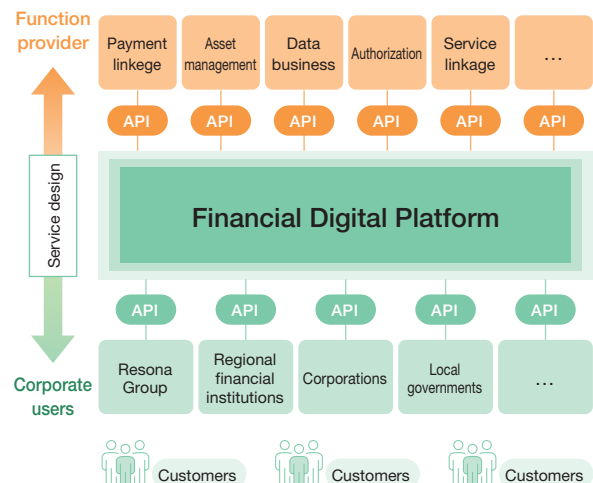 Function
provider
Payment
linkege
Asset
management
Data
business
Authorization
Service
linkage
...
API
API
API
API
API
API
Service design
Financial Digital Platform
API
API
API
API
API
Corporate
users
Resona
Group
Regional
financial
institutions
Corporations
Local
governments
...
Customers
Customers
Customers